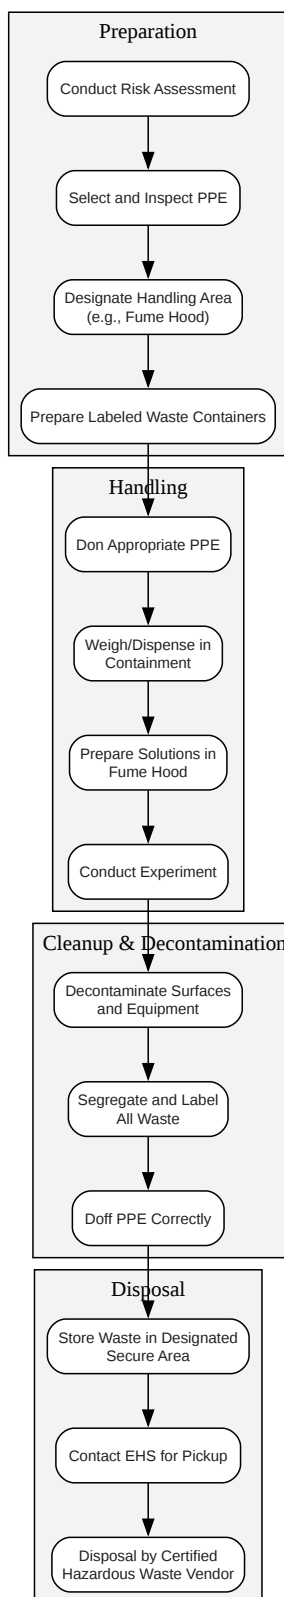 Preparation
Conduct Risk Assessment
Select and Inspect PPE
Designate Handling Area
(e.g., Fume Hood)
Prepare Labeled Waste Containers
Handling
Don Appropriate PPE
Weigh/Dispense in
Containment
Prepare Solutions in
Fume Hood
Conduct Experiment
Cleanup & Decontamination
Decontaminate Surfaces
and Equipment
Segregate and Label
All Waste
Doff PPE Correctly
Disposal
Store Waste in Designated
Secure Area
Contact EHS for Pickup
Disposal by Certified
Hazardous Waste Vendor